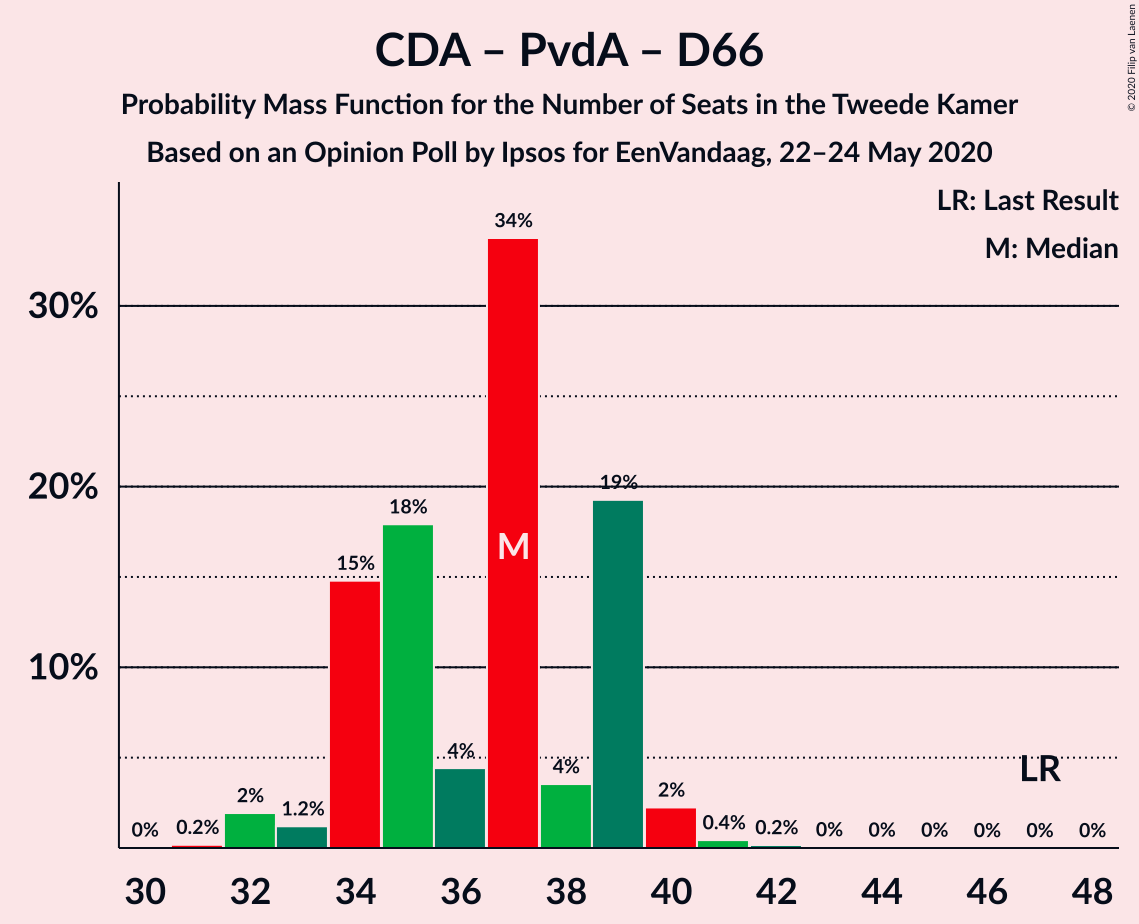 CDA – PvdA – D66
Probability Mass Function for the Number of Seats in the Tweede Kamer
Based on an Opinion Poll by Ipsos for EenVandaag, 22–24 May 2020
© 2020 Filip van Laenen
LR: Last Result
M: Median
30%
20%
10%
0%
0.2%
2%
1.2%
15%
18%
4%
34%
M
4%
19%
2%
0.4%
0.2%
0%
0%
0%
0%
0%
LR
0%
30 32 34 36 38 40 42 44 46 48